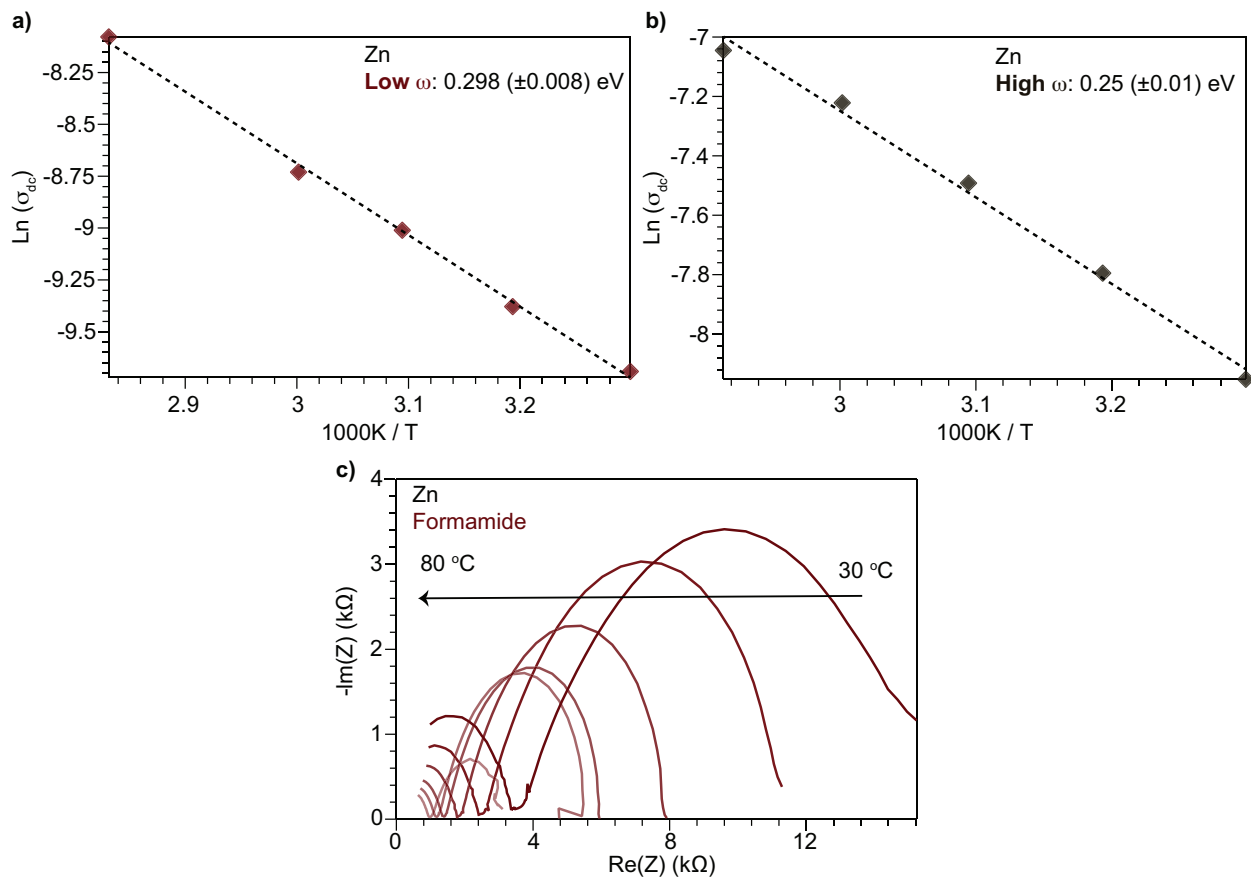 a)
Zn
Low ω: 0.298 (±0.008) eV
Ln (σdc)
-8.25
-8.5
-8.75
-9
-9.25
-9.5
2.9
3
3.1
3.2
1000K / T
b)
Zn
High ω: 0.25 (±0.01) eV
Ln (σdc)
-7
-7.2
-7.4
-7.6
-7.8
-8
3
3.1
3.2
1000K / T
c)
Zn
Formamide
80 °C
30 °C
-Im(Z) (kΩ)
4
3
2
1
0
0
4
8
12
Re(Z) (kΩ)